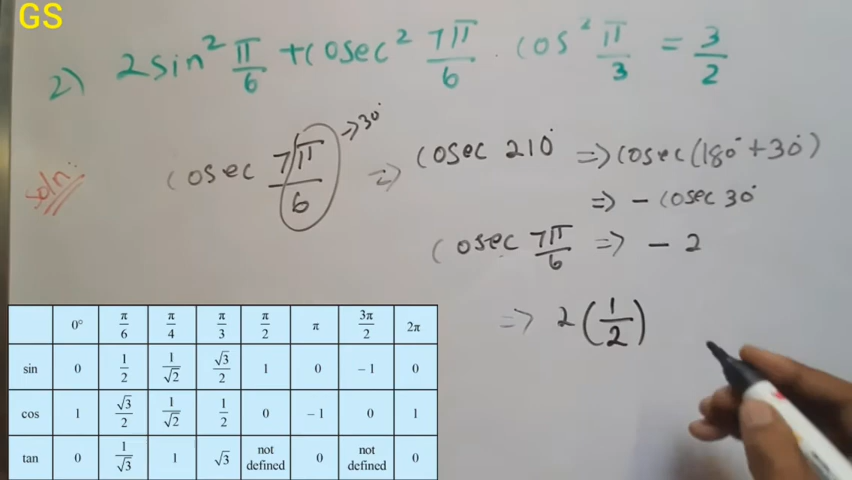 GS
2) 2sin² π/6 + cosec² 7π/6 . cos² π/3 = 3/2
soln:
cosec 7π/6 → 30° => cosec 210° => cosec(180° + 30°)
=> - cosec 30°
cosec 7π/6 => - 2
=> 2(1/2)
0° π/6 π/4 π/3 π/2 π 3π/2 2π
sin 0 1/2 1/√2 √3/2 1 0 -1 0
cos 1 √3/2 1/√2 1/2 0 -1 0 1
tan 0 1/√3 1 √3 not defined 0 not defined 0